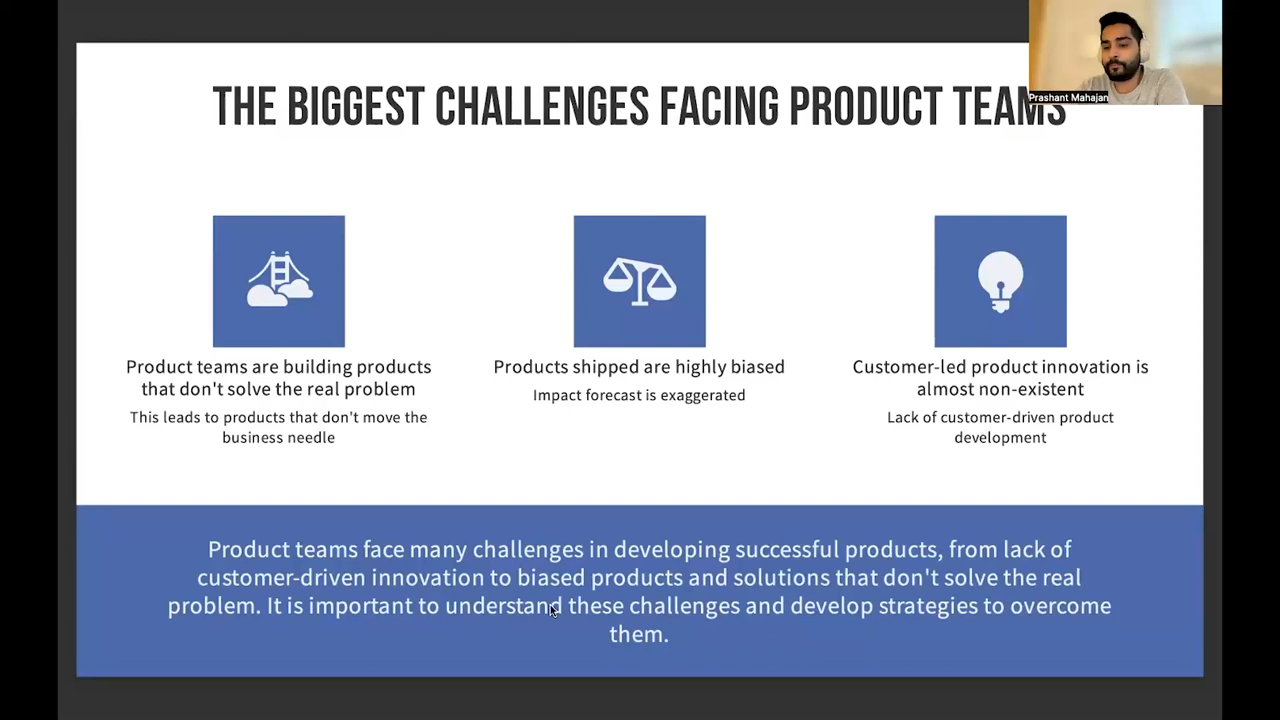 THE BIGGEST CHALLENGES FACING PRODUCT TEAMS
Prashant Mahajan
Product teams are building products
that don't solve the real problem
This leads to products that don't move the
business needle
Products shipped are highly biased
Impact forecast is exaggerated
Customer-led product innovation is
almost non-existent
Lack of customer-driven product
development
Product teams face many challenges in developing successful products, from lack of
customer-driven innovation to biased products and solutions that don't solve the real
problem. It is important to understand these challenges and develop strategies to overcome
them.